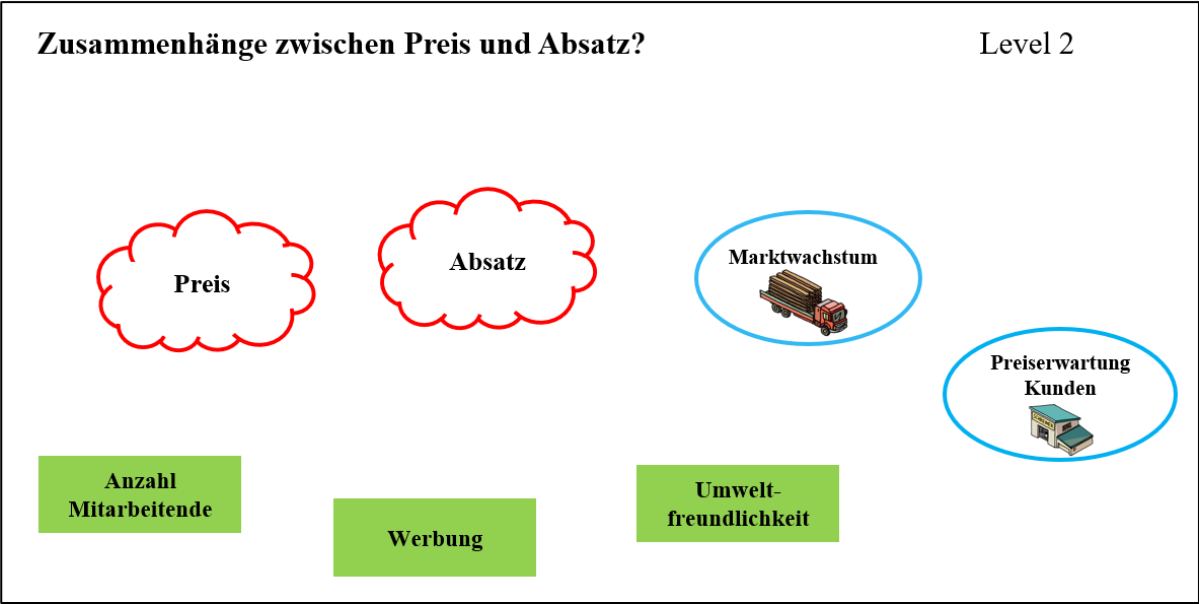 Zusammenhänge zwischen Preis und Absatz?
Level 2
Preis
Absatz
Marktwachstum
Preiserwartung
Kunden
Anzahl
Mitarbeitende
Werbung
Umwelt-
freundlichkeit